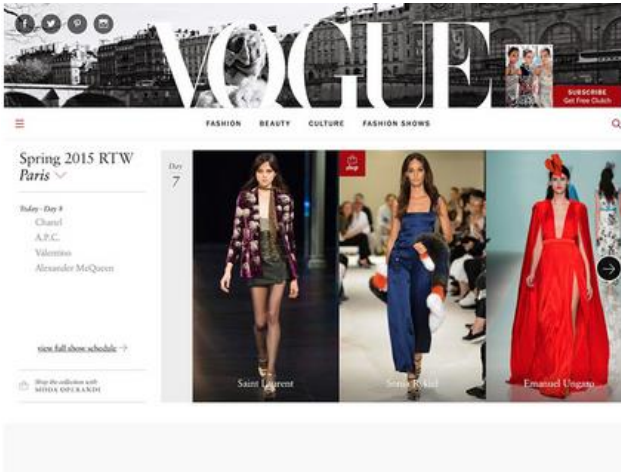 VOGUE
SUBSCRIBE
Get Free Clutch
FASHION BEAUTY CULTURE FASHION SHOWS
Spring 2015 RTW
Paris
Day
7
shop
Today - Day 8
Chanel
A.P.C.
Valentino
Alexander McQueen
view full show schedule
Shop the collection with
MODA OPERANDI
Saint Laurent
Sonia Rykiel
Emanuel Ungaro